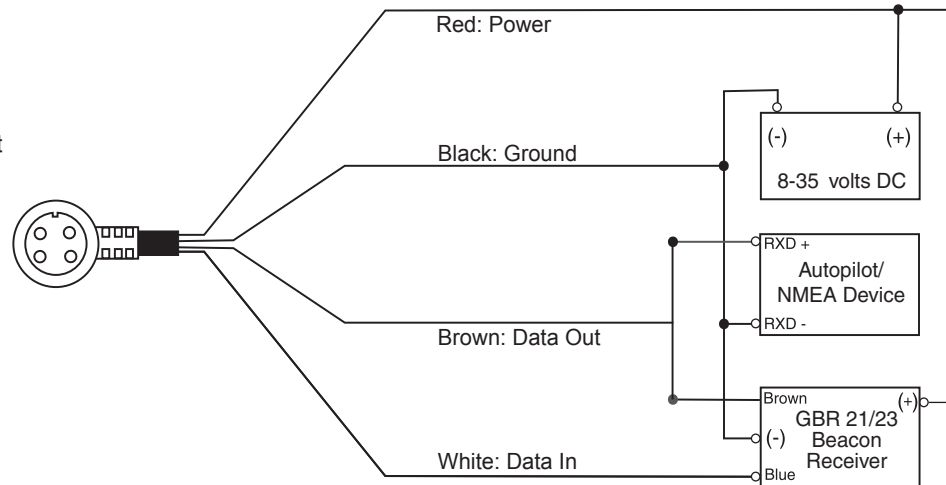 Red: Power
(-)
(+)
8-35 volts DC
Black: Ground
RXD +
Autopilot/
NMEA Device
RXD -
Brown: Data Out
Brown
(+)
GBR 21/23
Beacon
Receiver
(-)
White: Data In
Blue